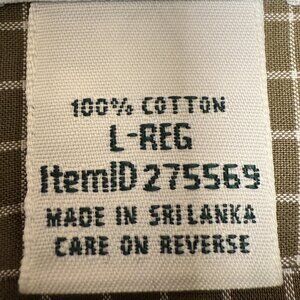 100% COTTON
L-REG
ItemID 275569
MADE IN SRI LANKA
CARE ON REVERSE